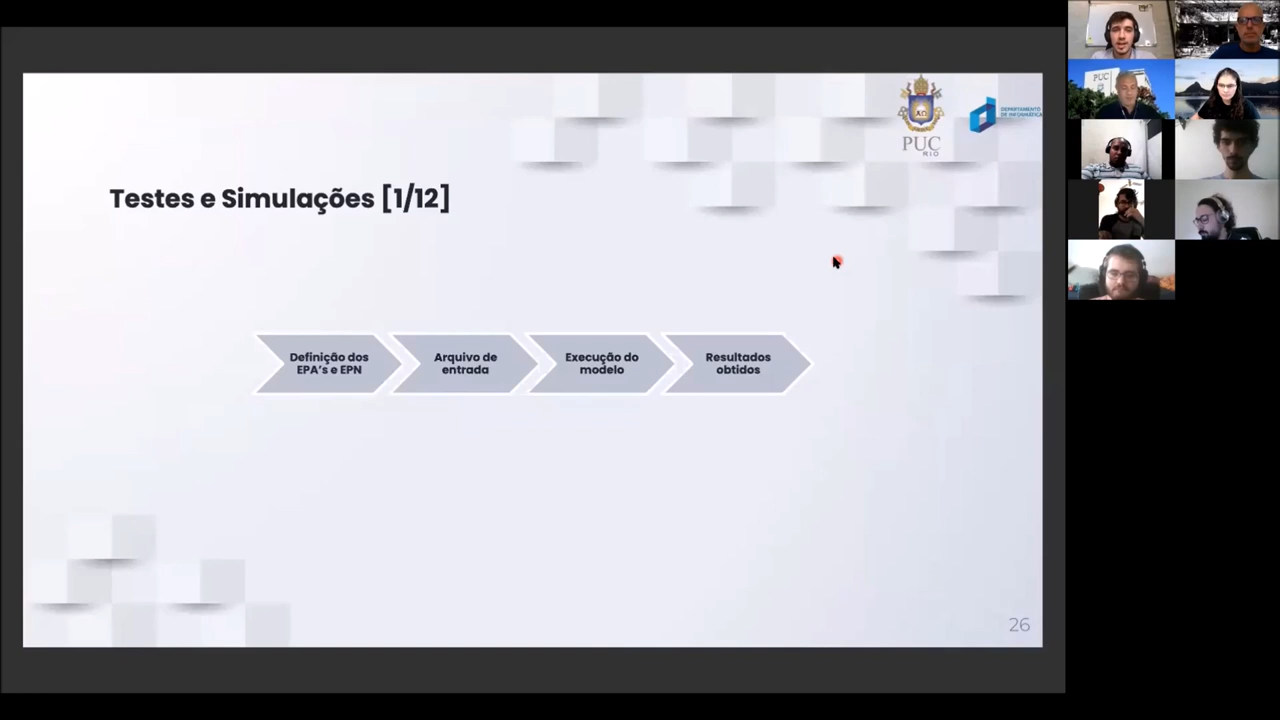 PUC
RIO
DEPARTAMENTO
DE INFORMÁTICA
Testes e Simulações [1/12]
Definição dos
EPA's e EPN
Arquivo de
entrada
Execução do
modelo
Resultados
obtidos
26
PUC